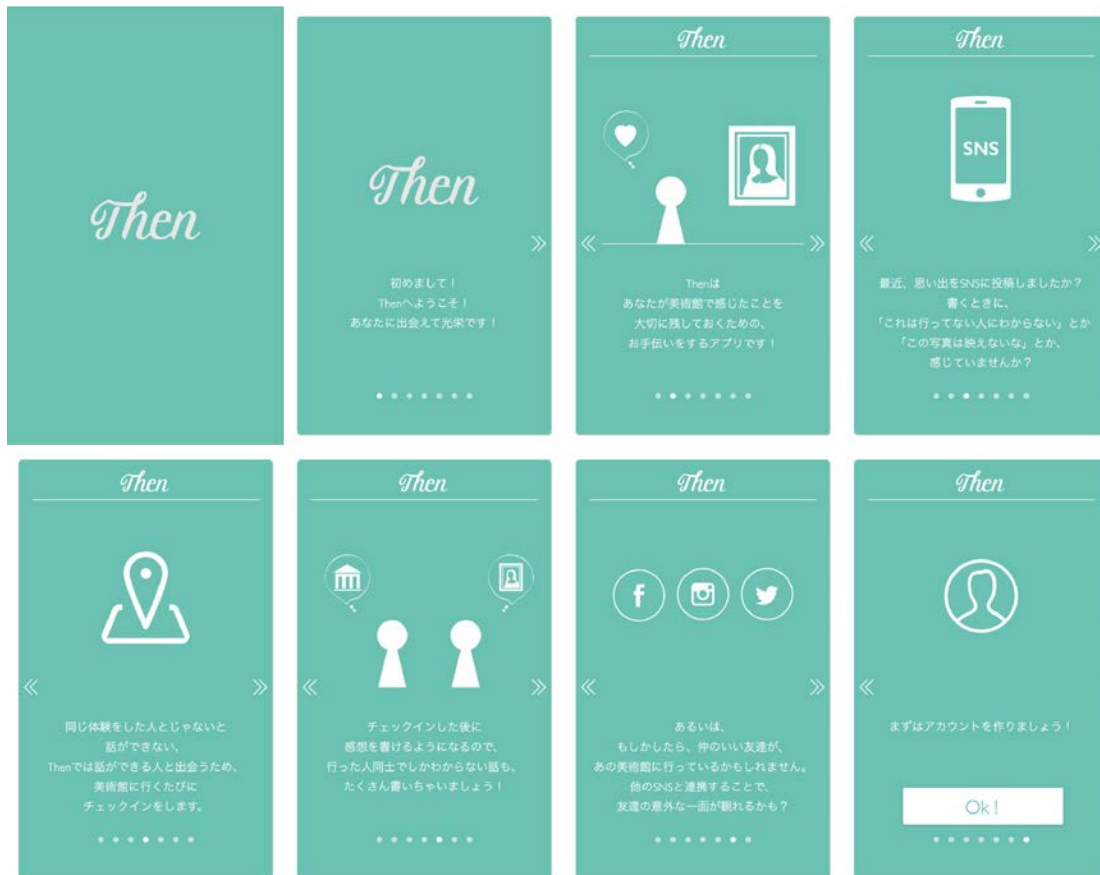 Then
Then
初めまして！
Thenへようこそ！
あなたに出会えて光栄です！
Then
Thenは
あなたが美術館で感じたことを
大切に残しておくための、
お手伝いをするアプリです！
Then
SNS
最近、思い出をSNSに投稿しましたか？
書くときに、
「これは行ってない人にわからない」とか
「この写真は映えないな」とか、
感じていませんか？
Then
同じ体験をした人とじゃないと
話ができない、
Thenでは話ができる人と出会うため、
美術館に行くたびに
チェックインをします。
Then
チェックインした後に
感想を書けるようになるので、
行った人同士でしかわからない話も、
たくさん書いちゃいましょう！
Then
あるいは、
もしかしたら、仲のいい友達が、
あの美術館に行っているかもしれません。
他のSNSと連携することで、
友達の意外な一面が観れるかも？
Then
まずはアカウントを作りましょう！
Ok !